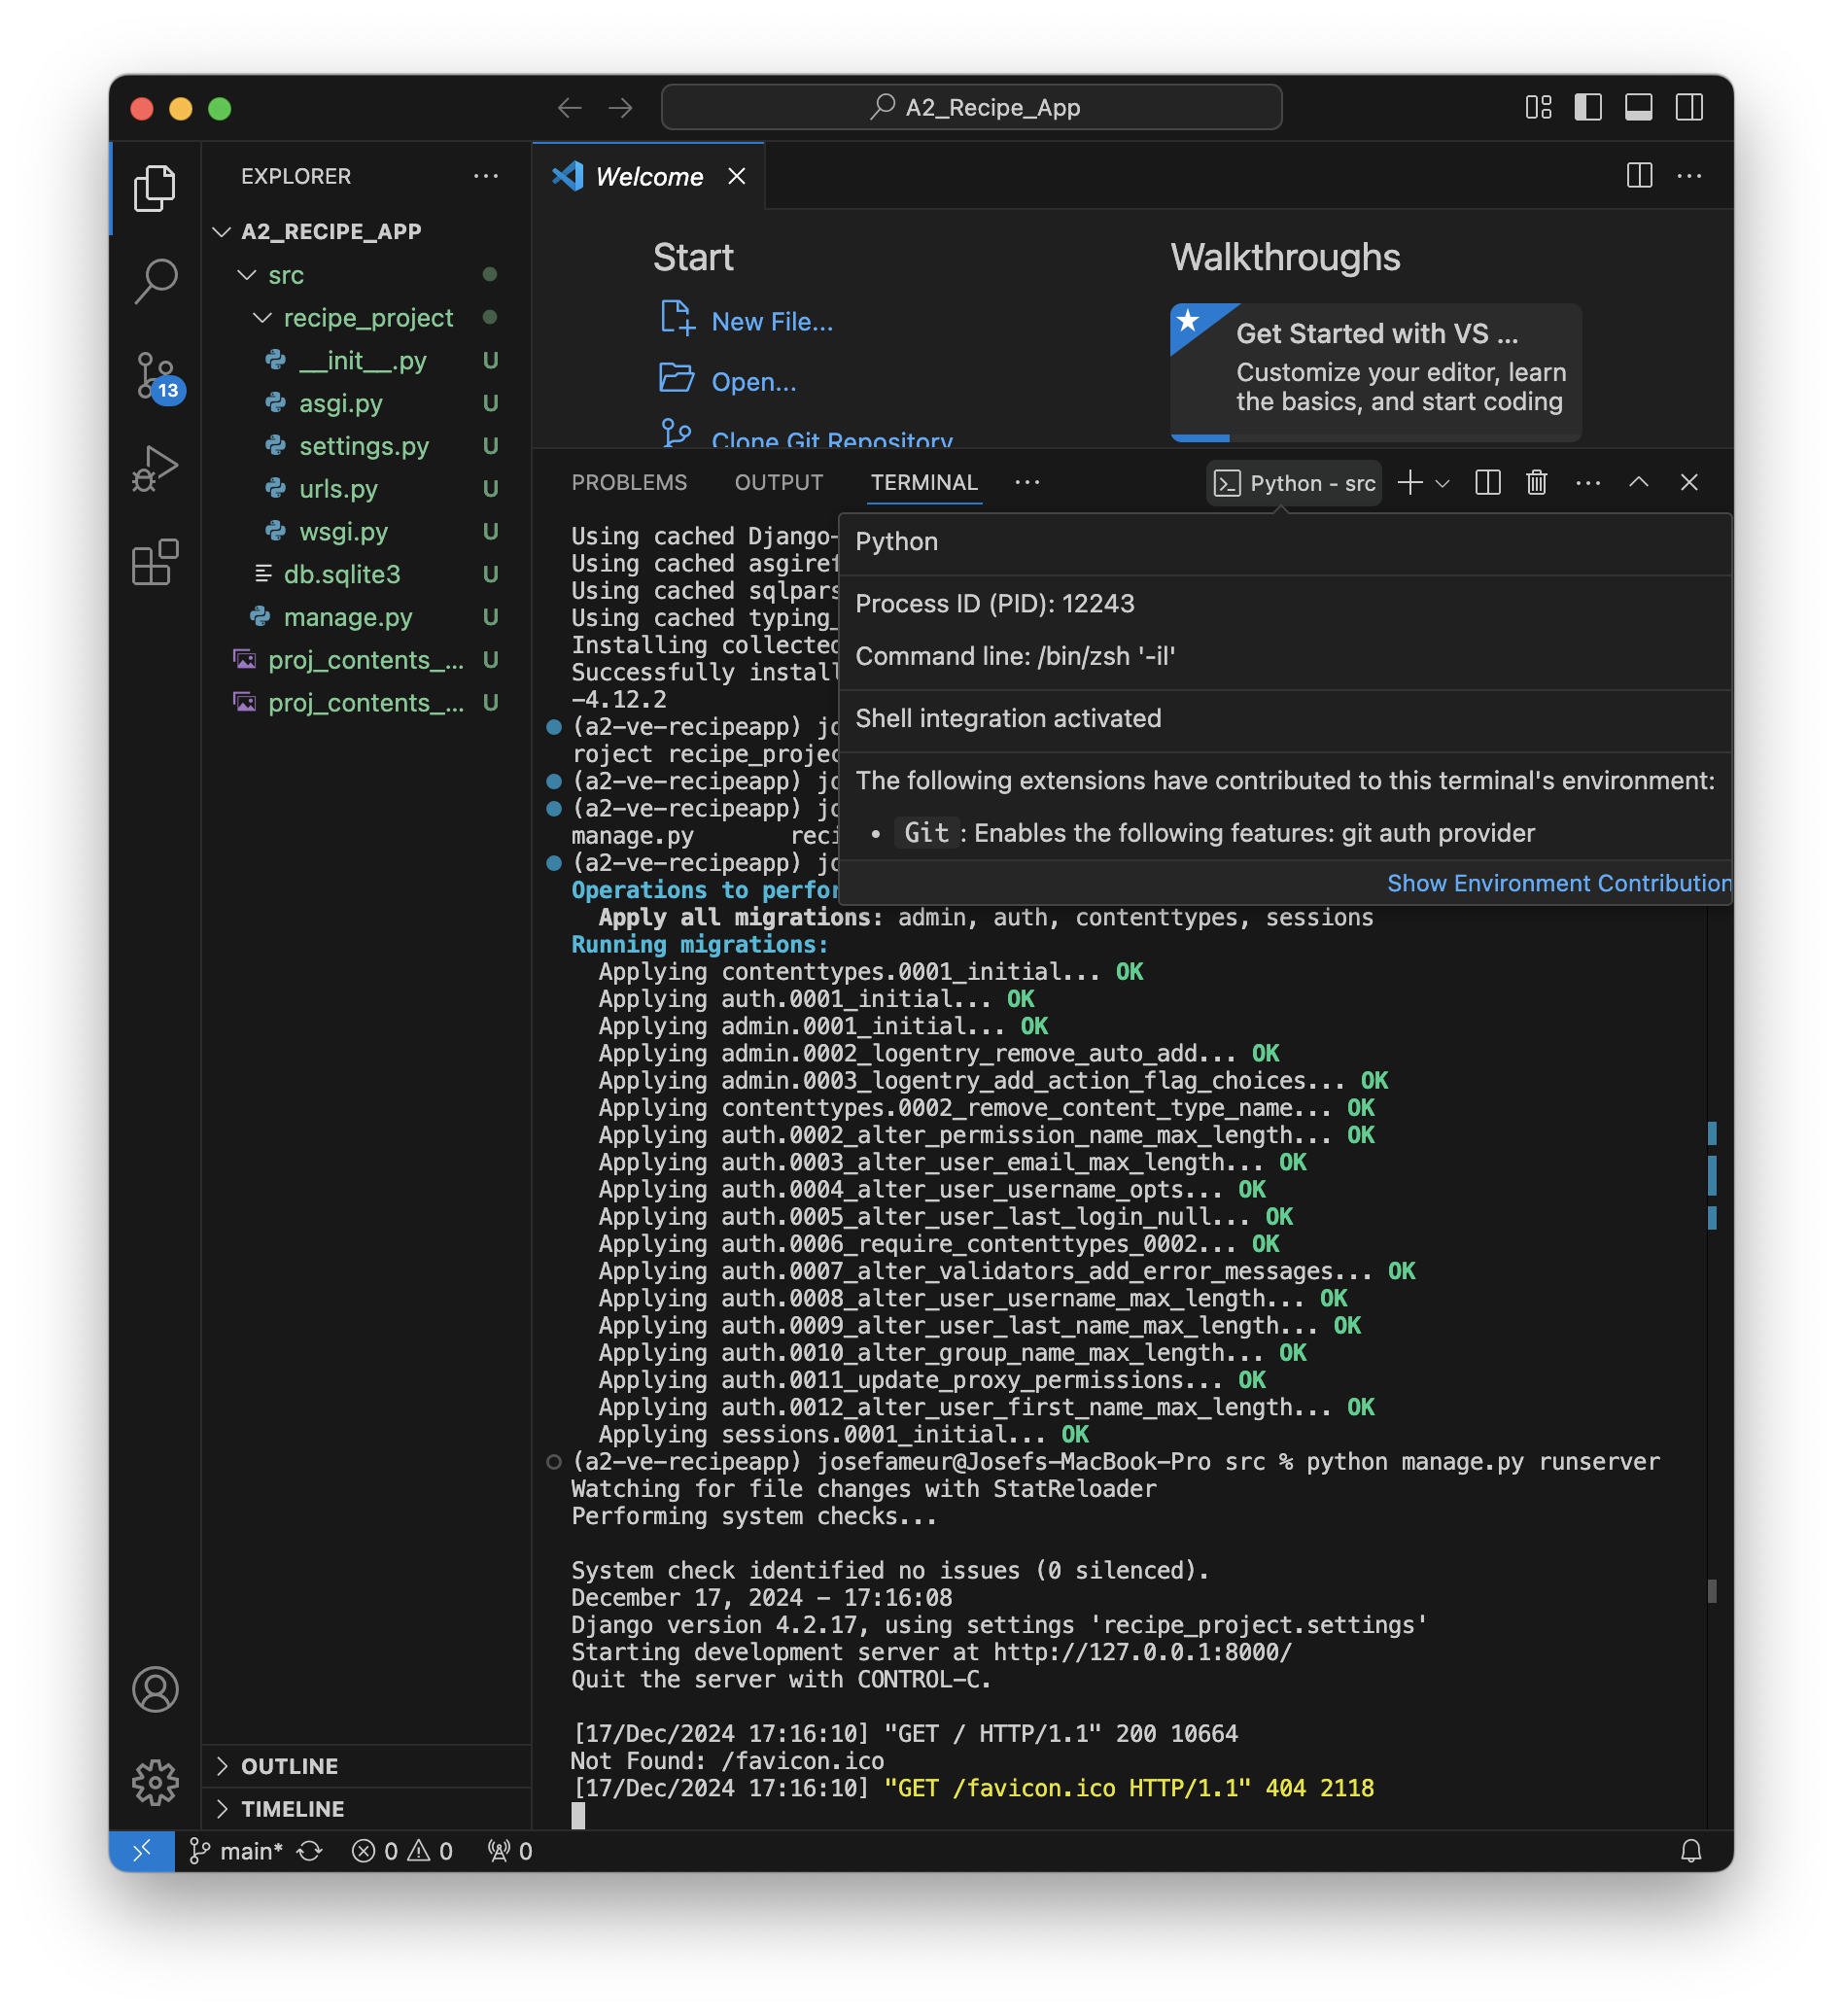 A2_Recipe_App
EXPLORER
A2_RECIPE_APP
src
recipe_project
__init__.py U
asgi.py U
settings.py U
urls.py U
wsgi.py U
db.sqlite3 U
manage.py U
proj_contents_... U
proj_contents_... U
13
OUTLINE
TIMELINE
Welcome
Start
New File...
Open...
Clone Git Repository
Walkthroughs
Get Started with VS ...
Customize your editor, learn
the basics, and start coding
PROBLEMS OUTPUT TERMINAL
Python - src
Python
Process ID (PID): 12243
Command line: /bin/zsh '-il'
Shell integration activated
The following extensions have contributed to this terminal's environment:
• Git : Enables the following features: git auth provider
Show Environment Contribution
Using cached Django-
Using cached asgiref
Using cached sqlpars
Using cached typing_
Installing collected
Successfully install
-4.12.2
(a2-ve-recipeapp) jo
roject recipe_projec
(a2-ve-recipeapp) jo
(a2-ve-recipeapp) jo
manage.py reci
(a2-ve-recipeapp) jo
Operations to perfor
Apply all migrations: admin, auth, contenttypes, sessions
Running migrations:
Applying contenttypes.0001_initial... OK
Applying auth.0001_initial... OK
Applying admin.0001_initial... OK
Applying admin.0002_logentry_remove_auto_add... OK
Applying admin.0003_logentry_add_action_flag_choices... OK
Applying contenttypes.0002_remove_content_type_name... OK
Applying auth.0002_alter_permission_name_max_length... OK
Applying auth.0003_alter_user_email_max_length... OK
Applying auth.0004_alter_user_username_opts... OK
Applying auth.0005_alter_user_last_login_null... OK
Applying auth.0006_require_contenttypes_0002... OK
Applying auth.0007_alter_validators_add_error_messages... OK
Applying auth.0008_alter_user_username_max_length... OK
Applying auth.0009_alter_user_last_name_max_length... OK
Applying auth.0010_alter_group_name_max_length... OK
Applying auth.0011_update_proxy_permissions... OK
Applying auth.0012_alter_user_first_name_max_length... OK
Applying sessions.0001_initial... OK
(a2-ve-recipeapp) josefameur@Josefs-MacBook-Pro src % python manage.py runserver
Watching for file changes with StatReloader
Performing system checks...
System check identified no issues (0 silenced).
December 17, 2024 - 17:16:08
Django version 4.2.17, using settings 'recipe_project.settings'
Starting development server at http://127.0.0.1:8000/
Quit the server with CONTROL-C.
[17/Dec/2024 17:16:10] "GET / HTTP/1.1" 200 10664
Not Found: /favicon.ico
[17/Dec/2024 17:16:10] "GET /favicon.ico HTTP/1.1" 404 2118
main* 0 0 0